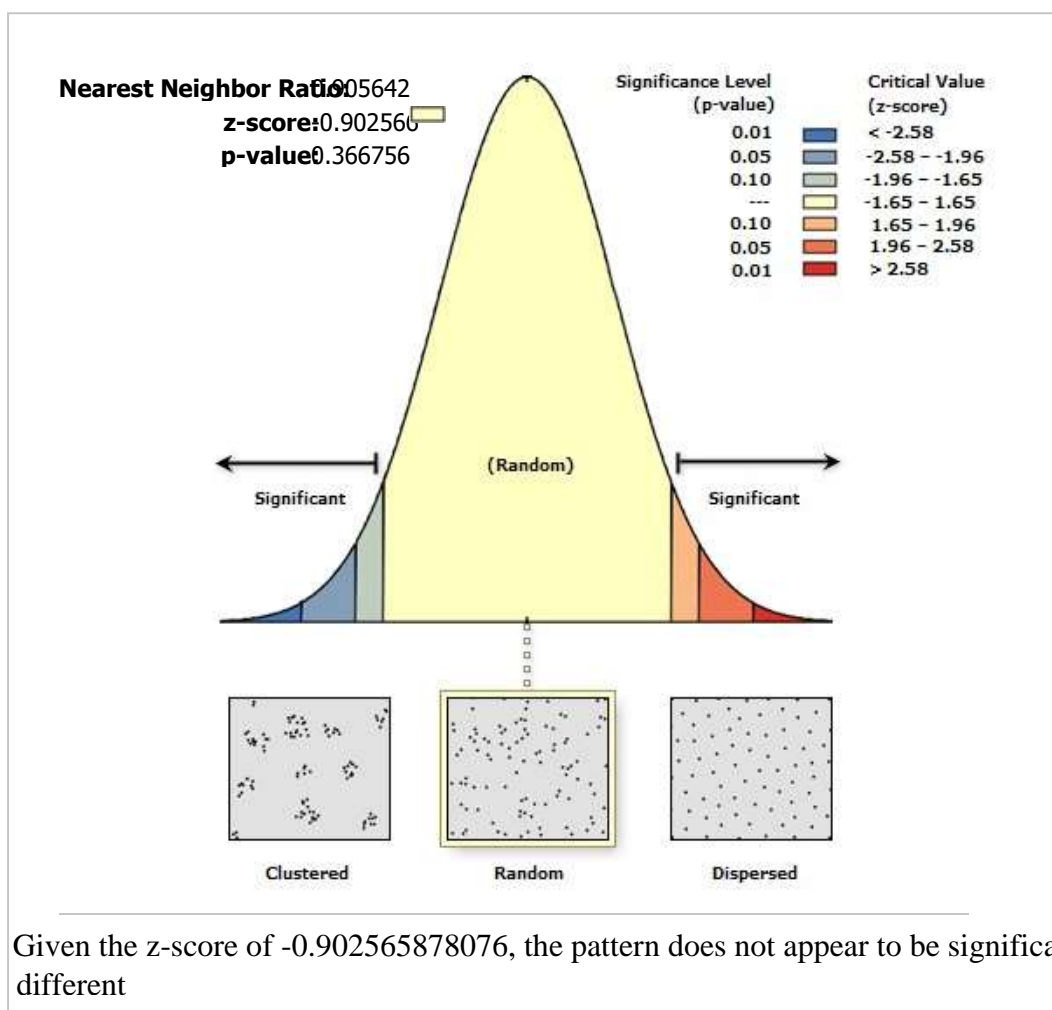 Nearest Neighbor Ratio: 0.905642
z-score: -0.902566
p-value: 0.366756
Significance Level
(p-value)
Critical Value
(z-score)
0.01 < -2.58
0.05 -2.58 – -1.96
0.10 -1.96 – -1.65
--- -1.65 – 1.65
0.10 1.65 – 1.96
0.05 1.96 – 2.58
0.01 > 2.58
(Random)
Significant
Significant
Clustered
Random
Dispersed
Given the z-score of -0.902565878076, the pattern does not appear to be significa
different